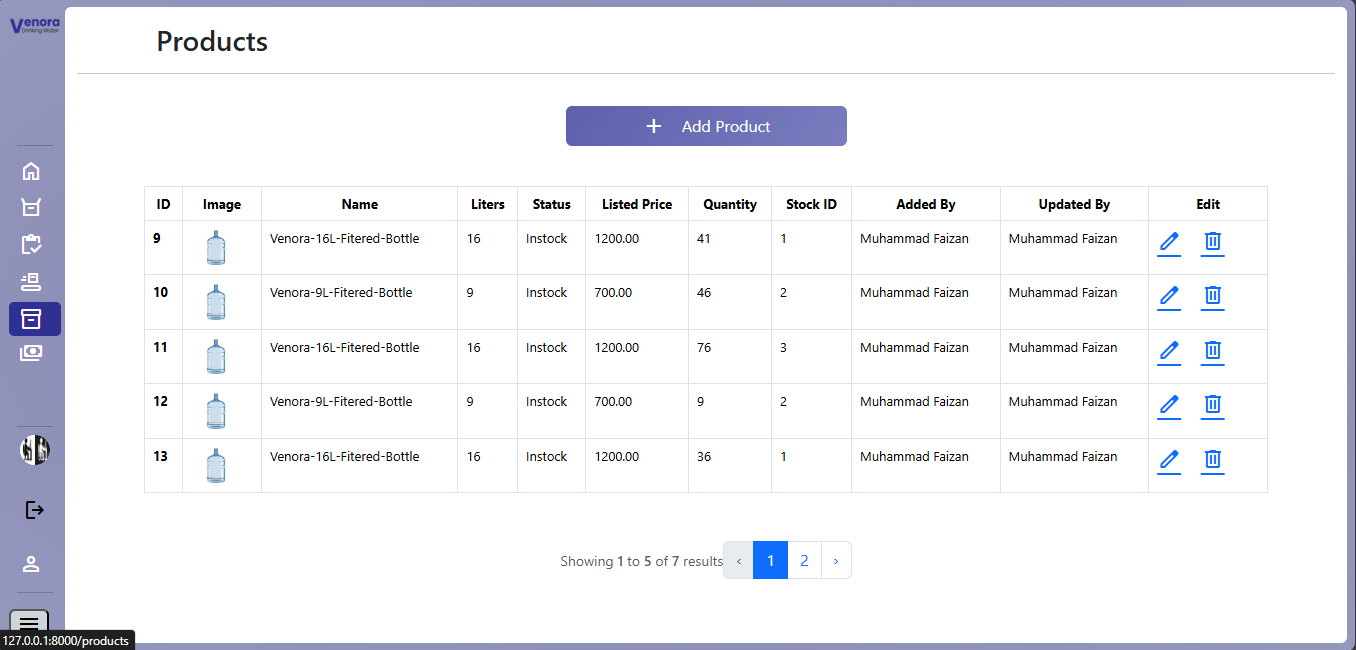 Venora
Drinking Water
Products
+ Add Product
ID Image Name Liters Status Listed Price Quantity Stock ID Added By Updated By Edit
9 Venora-16L-Fitered-Bottle 16 Instock 1200.00 41 1 Muhammad Faizan Muhammad Faizan
10 Venora-9L-Fitered-Bottle 9 Instock 700.00 46 2 Muhammad Faizan Muhammad Faizan
11 Venora-16L-Fitered-Bottle 16 Instock 1200.00 76 3 Muhammad Faizan Muhammad Faizan
12 Venora-9L-Fitered-Bottle 9 Instock 700.00 9 2 Muhammad Faizan Muhammad Faizan
13 Venora-16L-Fitered-Bottle 16 Instock 1200.00 36 1 Muhammad Faizan Muhammad Faizan
Showing 1 to 5 of 7 results ‹ 1 2 ›
127.0.0.1:8000/products